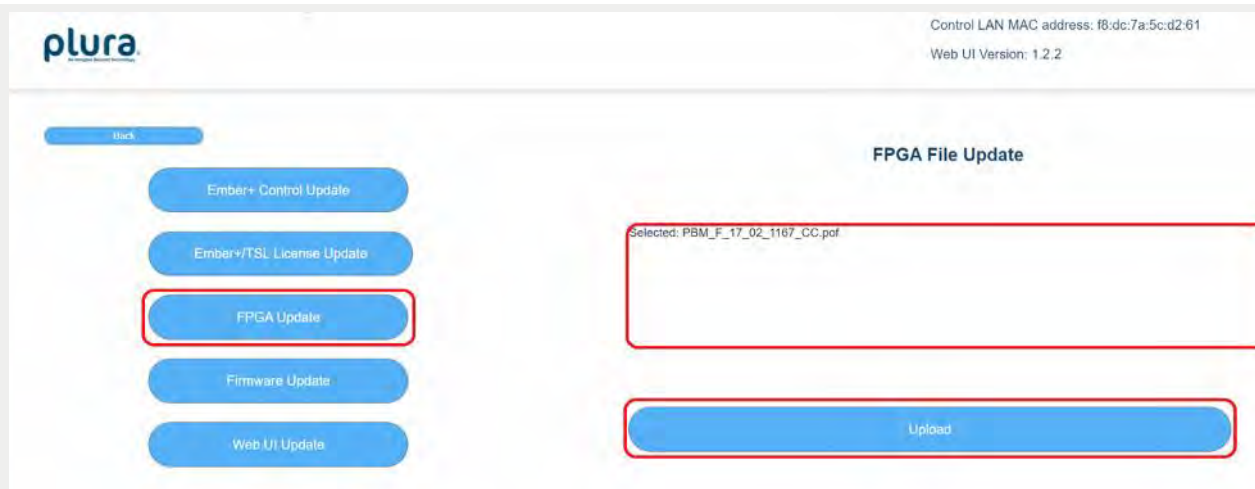 plura
Control LAN MAC address: f8:dc:7a:5c:d2:61
Web UI Version: 1.2.2
Back
FPGA File Update
Ember+ Control Update
Selected: PBM_F_17_02_1167_CC.pof
Ember+/TSL License Update
FPGA Update
Firmware Update
Upload
Web UI Update